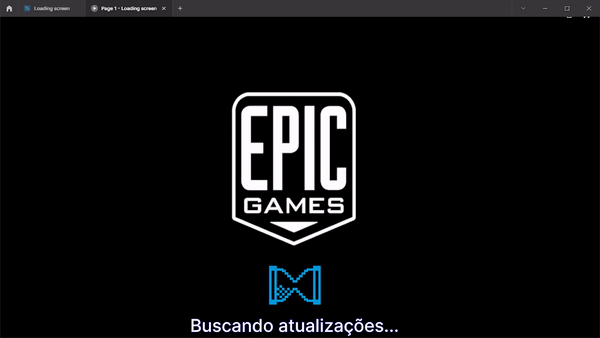 Loading screen
Page 1 - Loading screen
EPIC
GAMES
Buscando atualizações...